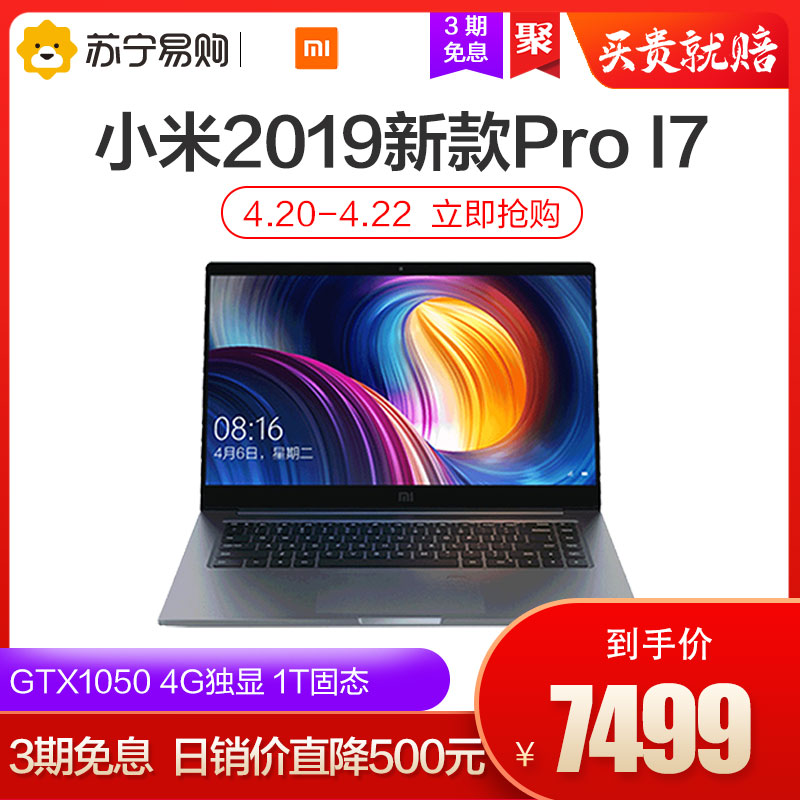 苏宁易购
mi
3期
免息
聚
买贵就赔
小米2019新款Pro I7
4.20-4.22 立即抢购
08:16
4月6日，星期二
mi
GTX1050 4G独显 1T固态
到手价
3期免息 日销价直降500元
¥7499